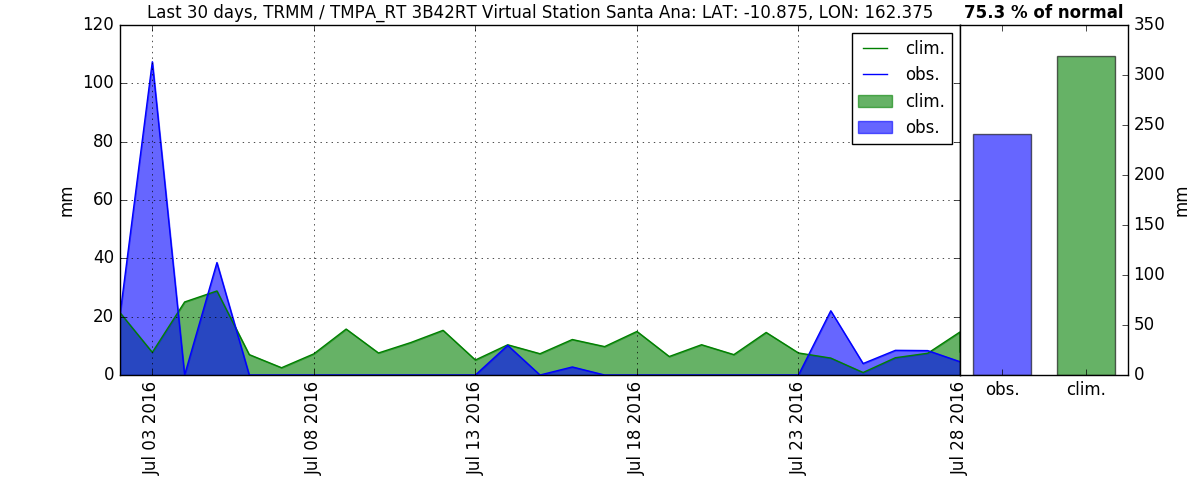 Last 30 days, TRMM / TMPA_RT 3B42RT Virtual Station Santa Ana: LAT: -10.875, LON: 162.375
75.3 % of normal
120
100
80
60
40
20
0
mm
clim.
obs.
clim.
obs.
Jul 03 2016
Jul 08 2016
Jul 13 2016
Jul 18 2016
Jul 23 2016
Jul 28 2016
350
300
250
200
150
100
50
0
mm
obs.
clim.